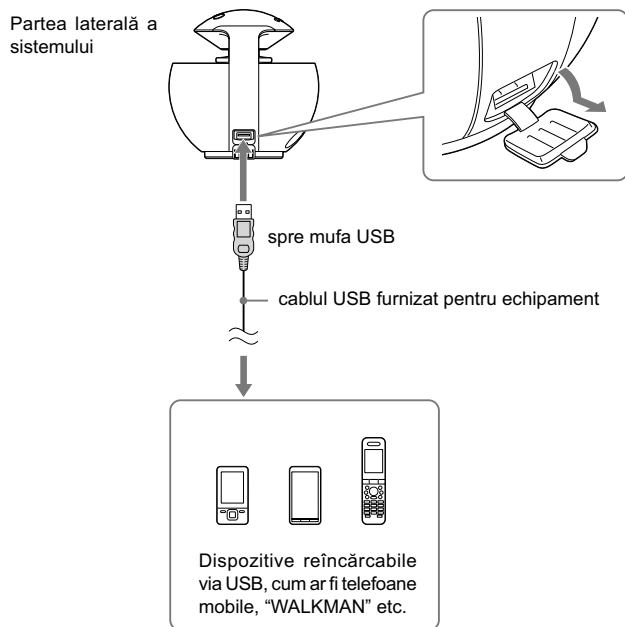 Partea laterală a
sistemului
spre mufa USB
cablul USB furnizat pentru echipament
Dispozitive reîncărcabile
via USB, cum ar fi telefoane
mobile, “WALKMAN” etc.